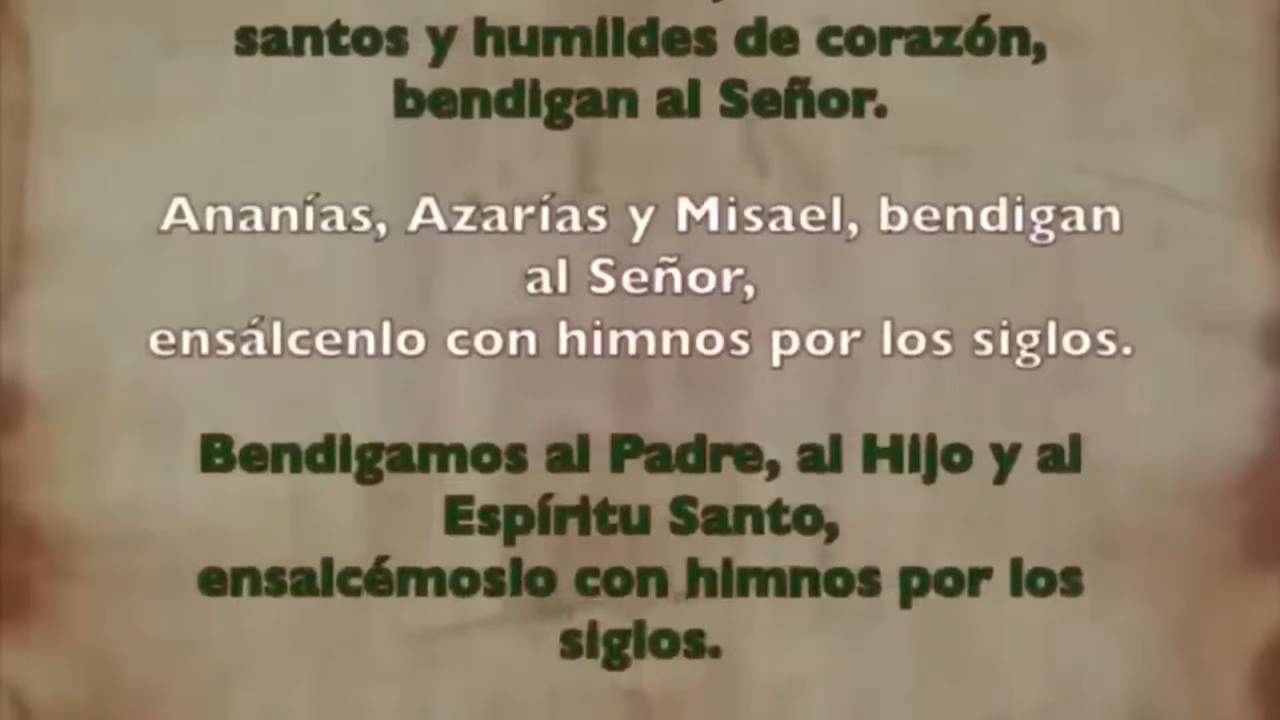 santos y humildes de corazón,
bendigan al Señor.
Ananías, Azarías y Misael, bendigan
al Señor,
ensálcenlo con himnos por los siglos.
Bendigamos al Padre, al Hijo y al
Espíritu Santo,
ensalcémoslo con himnos por los
siglos.